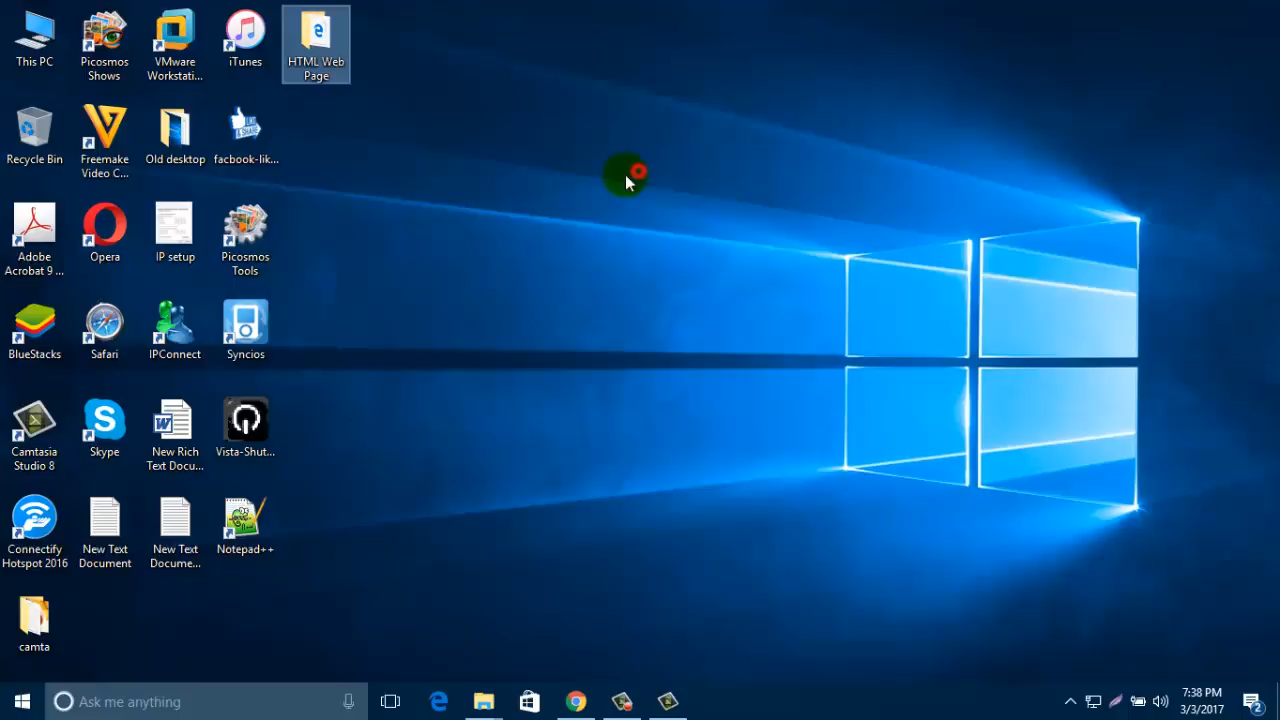 This PC
Picosmos
Shows
VMware
Workstati...
iTunes
HTML Web
Page
Recycle Bin
Freemake
Video C...
Old desktop
facbook-lik...
Adobe
Acrobat 9 ...
Opera
IP setup
Picosmos
Tools
BlueStacks
Safari
IPConnect
Syncios
Camtasia
Studio 8
Skype
New Rich
Text Docu...
Vista-Shut...
Connectify
Hotspot 2016
New Text
Document
New Text
Docume...
Notepad++
camta
Ask me anything
7:38 PM
3/3/2017
2